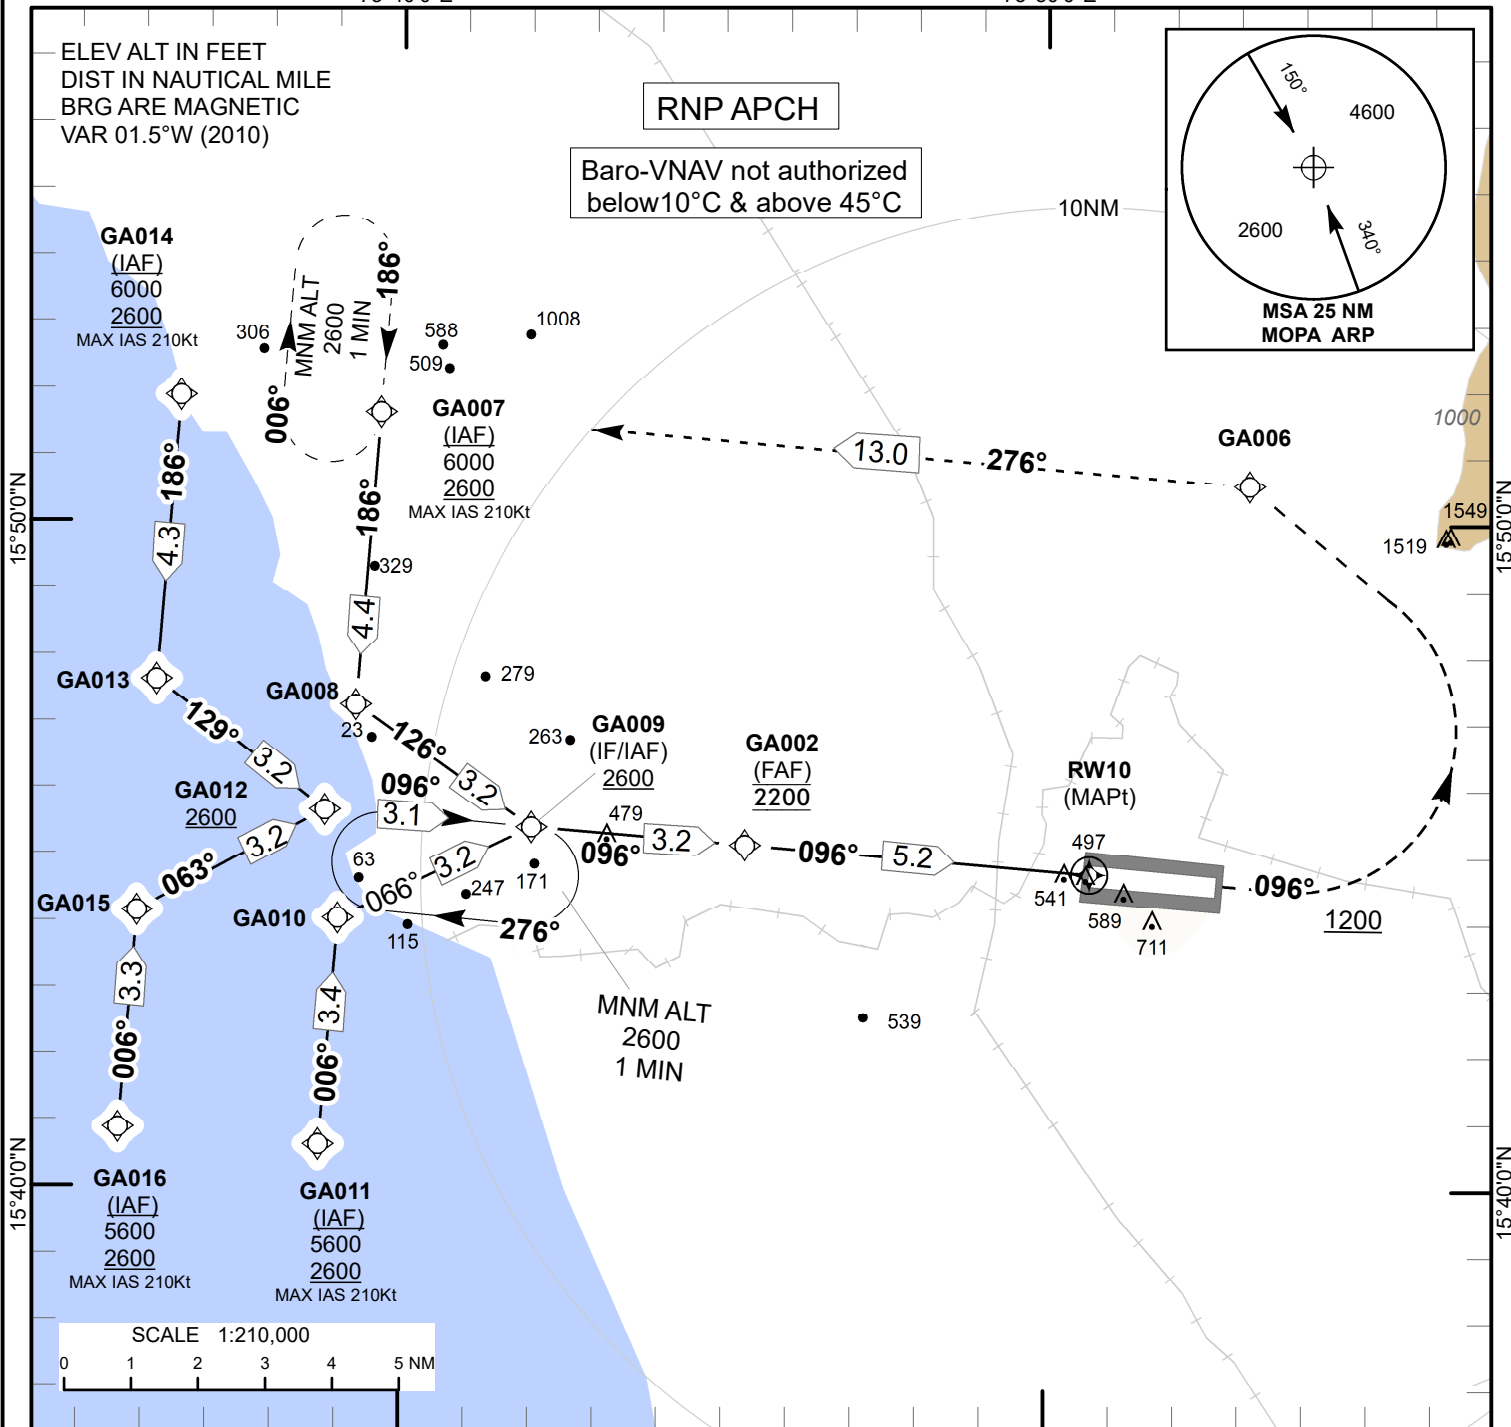 ELEV ALT IN FEET
DIST IN NAUTICAL MILE
BRG ARE MAGNETIC
VAR 01.5°W (2010)
RNP APCH
Baro-VNAV not authorized
below10°C & above 45°C
10NM
150°
4600
2600
340°
MSA 25 NM
MOPA ARP
GA014
(IAF)
6000
2600
MAX IAS 210Kt
306
MNM ALT
2600
1 MIN
186°
006°
588
509
1008
GA007
(IAF)
6000
2600
MAX IAS 210Kt
13.0
276°
GA006
1000
1549
1519
15°50'0"N
15°50'0"N
186°
4.3
186°
329
4.4
GA013
GA008
279
129°
3.2
23
126°
3.2
263
GA009
(IF/IAF)
2600
GA002
(FAF)
2200
RW10
(MAPt)
GA012
2600
096°
3.1
479
096°
3.2
096°
5.2
497
541
589
711
096°
1200
3.2
063°
63
066°
3.2
247
171
276°
115
GA015
GA010
3.3
006°
3.4
006°
MNM ALT
2600
1 MIN
539
GA016
(IAF)
5600
2600
MAX IAS 210Kt
GA011
(IAF)
5600
2600
MAX IAS 210Kt
15°40'0"N
15°40'0"N
SCALE 1:210,000
0 1 2 3 4 5 NM